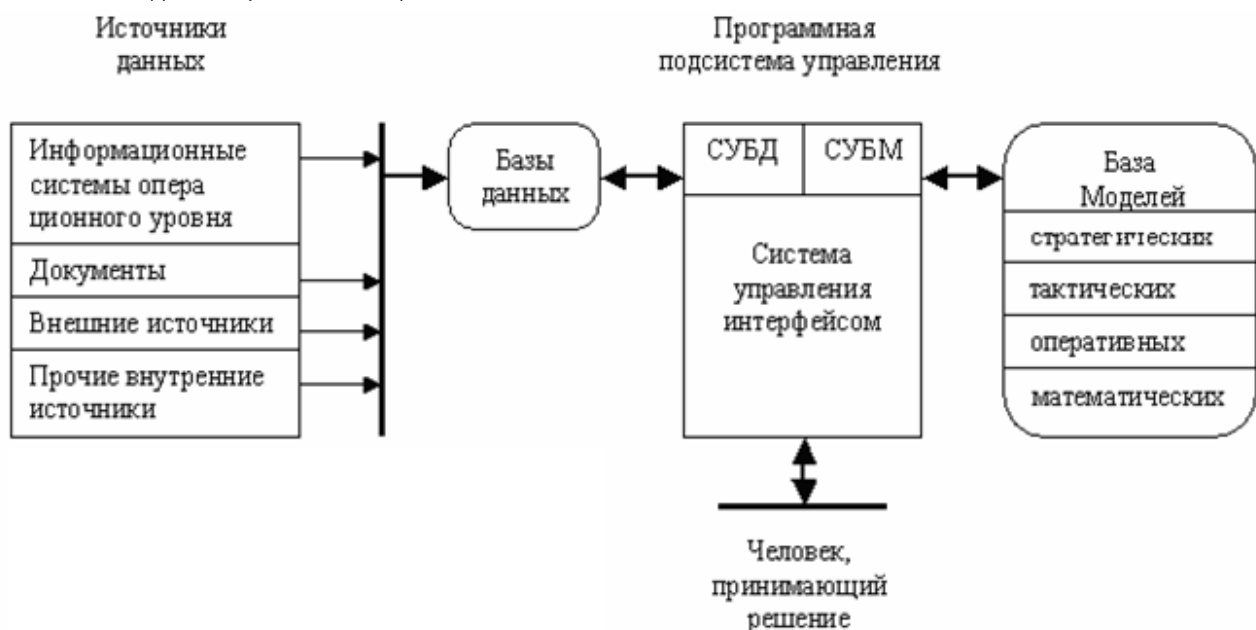 Источники
данных
Программная
подсистема управления
Информационные
системы опера
ционного уровня
Документы
Внешние источники
Прочие внутренние
источники
Базы
данных
СУБД
СУБМ
Система
управления
интерфейсом
База
Моделей
стратегических
тактических
оперативных
математических
Человек,
принимающий
решение